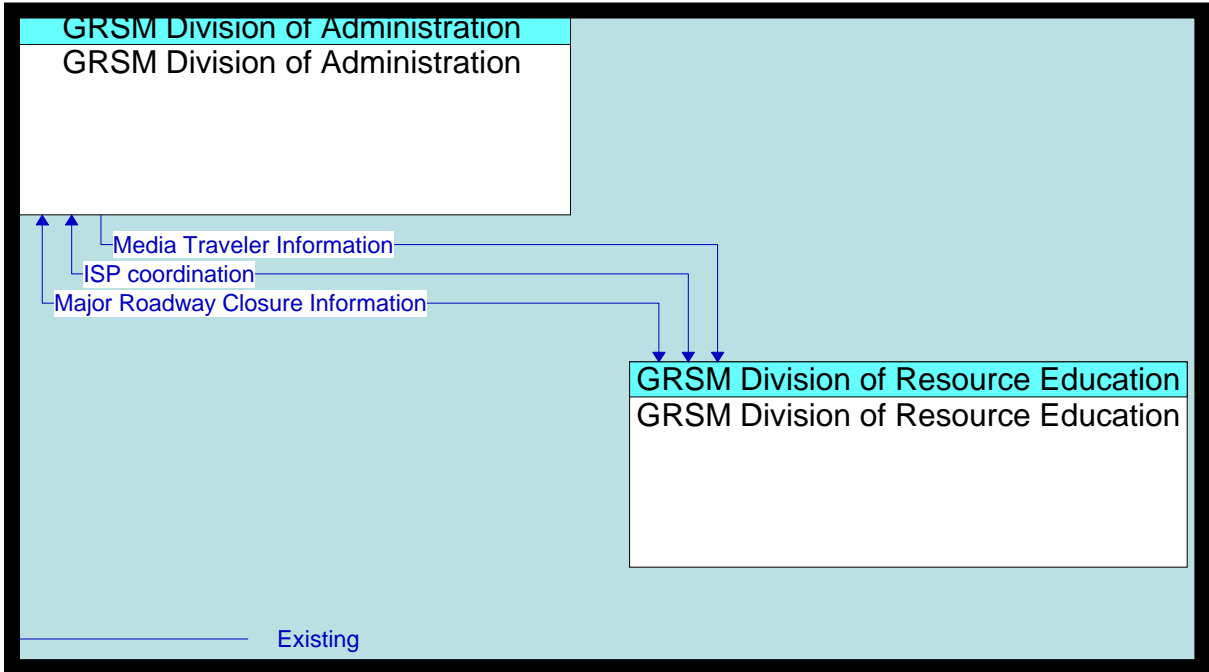 GRSM Division of Administration
GRSM Division of Administration
Media Traveler Information
ISP coordination
Major Roadway Closure Information
GRSM Division of Resource Education
GRSM Division of Resource Education
Existing